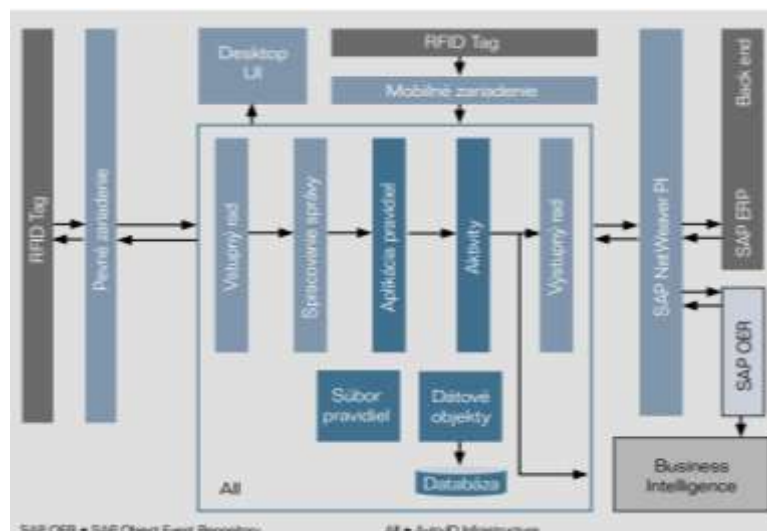 RFID Tag
Pevné zariadenie
Desktop
UI
RFID Tag
Mobilné zariadenie
Vstupný rad
Spracovanie správy
Aplikácia pravidiel
Aktivity
Výstupný rad
Súbor
pravidiel
Dátové
objekty
Databáza
AII
SAP NetWeaver PI
Back end
SAP ERP
SAP OER
Business
Intelligence
SAP OER • SAP Object Event Repository
AII • Auto-ID Infrastructure